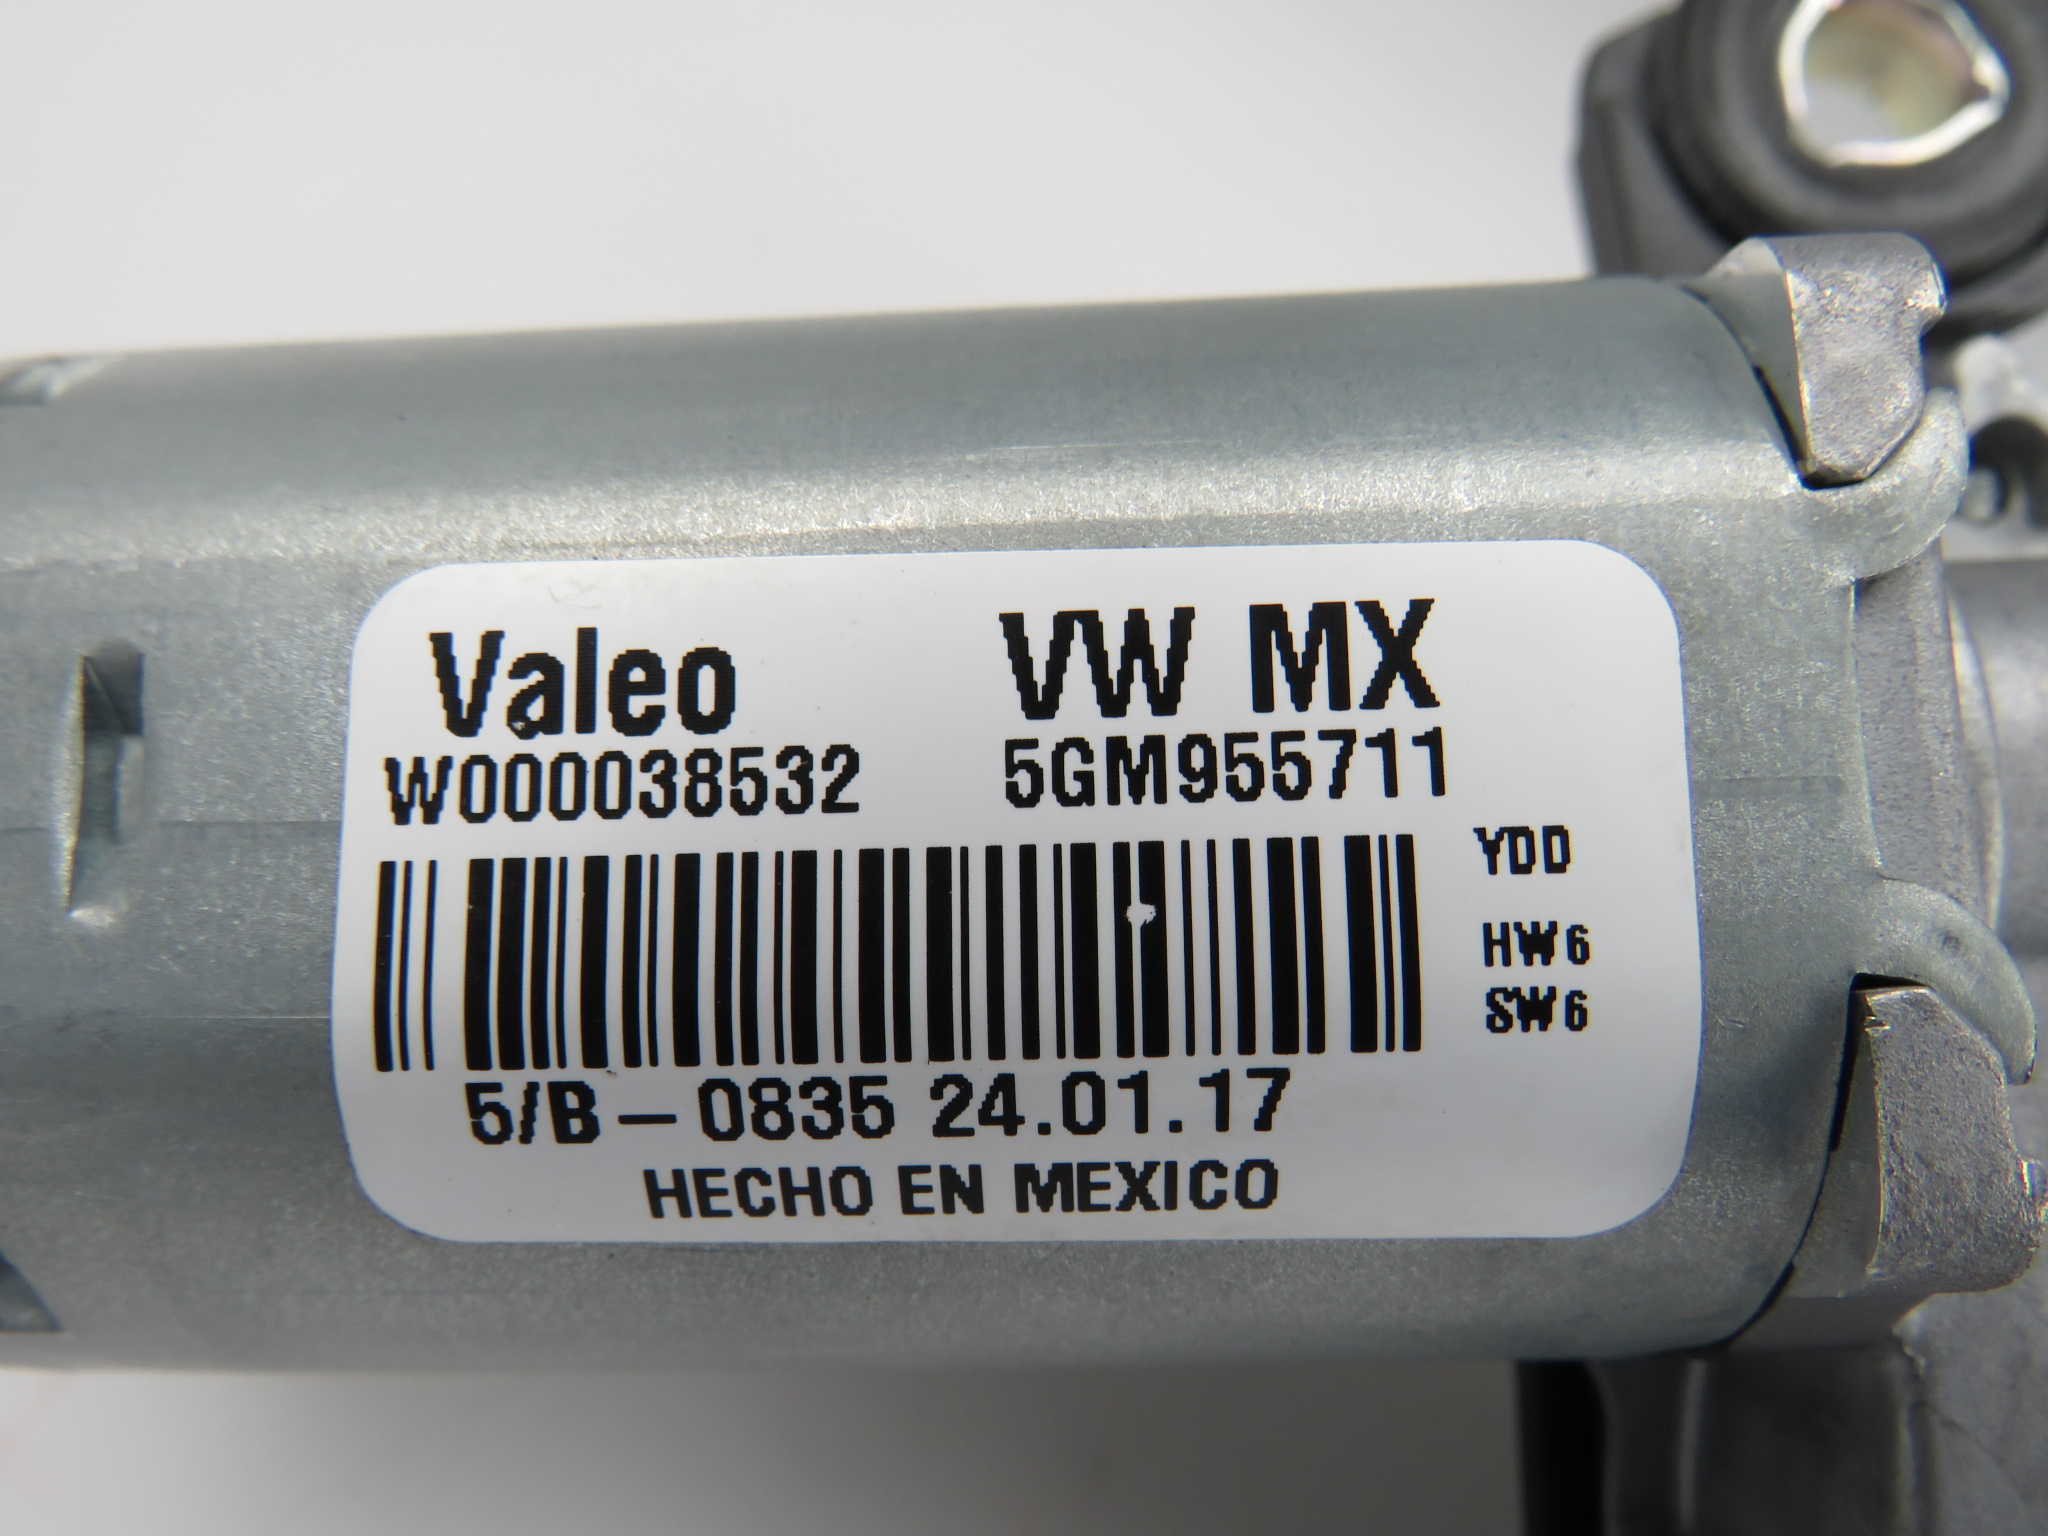 Valeo VW MX
W000038532 5GM955711
YDD
HW6
SW6
5/B-0835 24.01.17
HECHO EN MEXICO